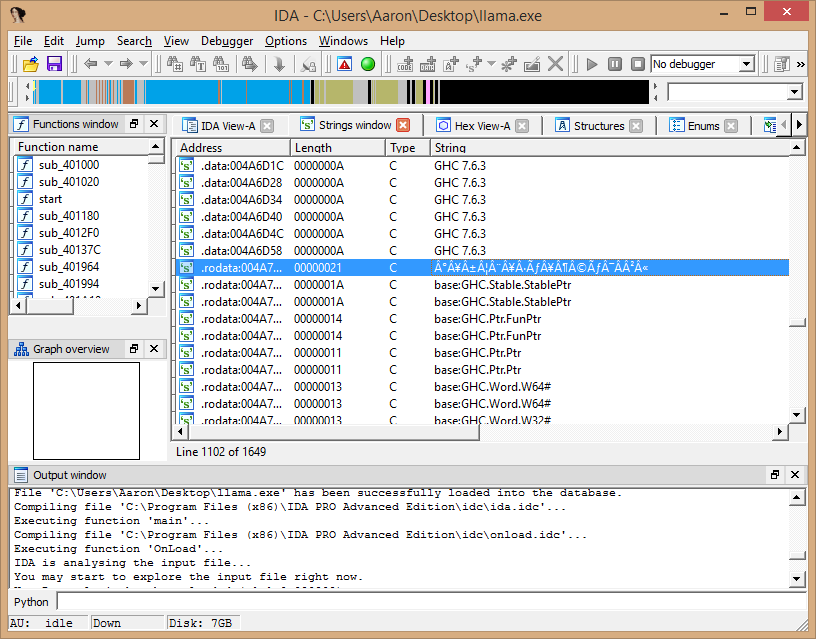 IDA - C:\Users\Aaron\Desktop\llama.exe
File Edit Jump Search View Debugger Options Windows Help
No debugger
Functions window
IDA View-A Strings window Hex View-A Structures Enums
Function name
sub_401000
sub_401020
start
sub_401180
sub_4012F0
sub_40137C
sub_401964
sub_401994
Graph overview
Address Length Type String
.data:004A6D1C 0000000A C GHC 7.6.3
.data:004A6D28 0000000A C GHC 7.6.3
.data:004A6D34 0000000A C GHC 7.6.3
.data:004A6D40 0000000A C GHC 7.6.3
.data:004A6D4C 0000000A C GHC 7.6.3
.data:004A6D58 0000000A C GHC 7.6.3
.rodata:004A7... 00000021 C
.rodata:004A7... 0000001A C base:GHC.Stable.StablePtr
.rodata:004A7... 0000001A C base:GHC.Stable.StablePtr
.rodata:004A7... 00000014 C base:GHC.Ptr.FunPtr
.rodata:004A7... 00000014 C base:GHC.Ptr.FunPtr
.rodata:004A7... 00000011 C base:GHC.Ptr.Ptr
.rodata:004A7... 00000011 C base:GHC.Ptr.Ptr
.rodata:004A7... 00000013 C base:GHC.Word.W64#
.rodata:004A7... 00000013 C base:GHC.Word.W64#
.rodata:004A7... 00000013 C base:GHC.Word.W32#
Line 1102 of 1649
Output window
File 'C:\Users\Aaron\Desktop\llama.exe' has been successfully loaded into the database.
Compiling file 'C:\Program Files (x86)\IDA PRO Advanced Edition\idc\ida.idc'...
Executing function 'main'...
Compiling file 'C:\Program Files (x86)\IDA PRO Advanced Edition\idc\onload.idc'...
Executing function 'OnLoad'...
IDA is analysing the input file...
You may start to explore the input file right now.
Python
AU: idle Down Disk: 7GB